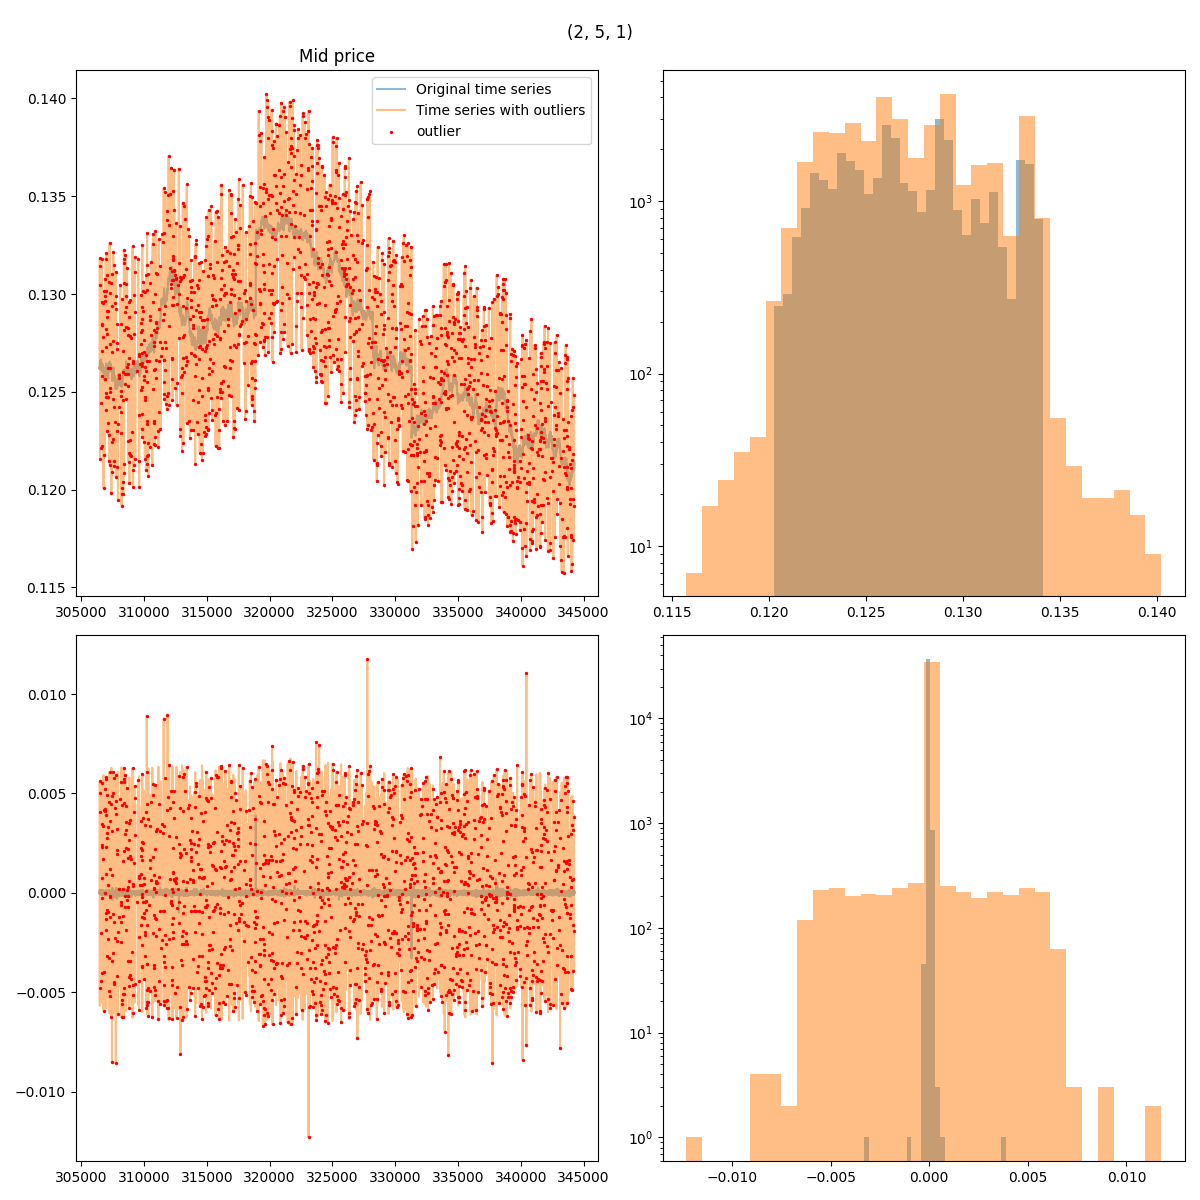 (2, 5, 1)
Mid price
Original time series
Time series with outliers
outlier
0.140
0.135
0.130
0.125
0.120
0.115
305000 310000 315000 320000 325000 330000 335000 340000 345000
10³
10²
10¹
0.115 0.120 0.125 0.130 0.135 0.140
0.010
0.005
0.000
−0.005
−0.010
305000 310000 315000 320000 325000 330000 335000 340000 345000
10⁴
10³
10²
10¹
10⁰
−0.010 −0.005 0.000 0.005 0.010